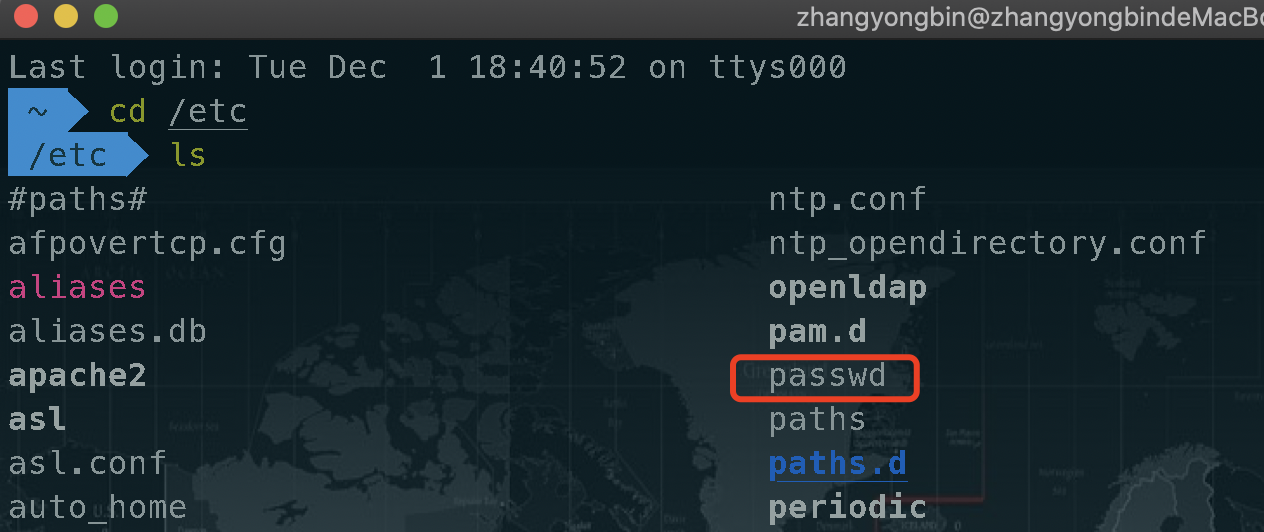 zhangyongbin@zhangyongbindeMacBo
Last login: Tue Dec  1 18:40:52 on ttys000
~ cd /etc
/etc ls
#paths# ntp.conf
afpovertcp.cfg ntp_opendirectory.conf
aliases openldap
aliases.db pam.d
apache2 passwd
asl paths
asl.conf paths.d
auto_home periodic